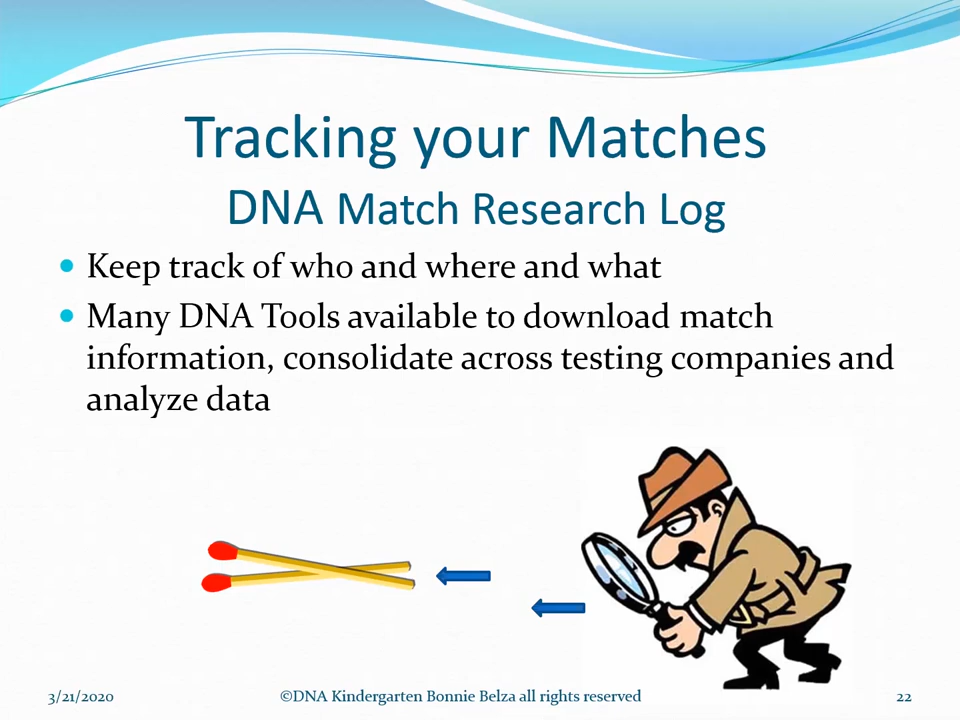 Tracking your Matches
DNA Match Research Log
Keep track of who and where and what
Many DNA Tools available to download match
information, consolidate across testing companies and
analyze data
3/21/2020 ©DNA Kindergarten Bonnie Belza all rights reserved 22